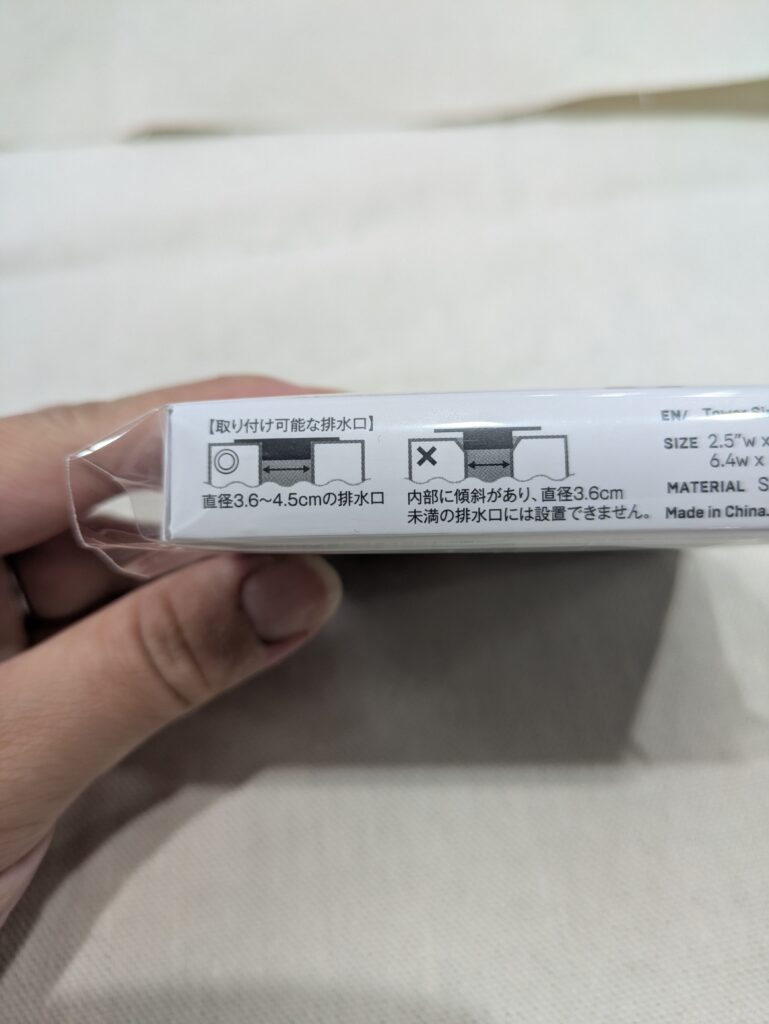 【取り付け可能な排水口】
直径3.6〜4.5cmの排水口
内部に傾斜があり、直径3.6cm
未満の排水口には設置できません。
EN/ Tower
SIZE 2.5"w x
6.4w x
MATERIAL S
Made in China.